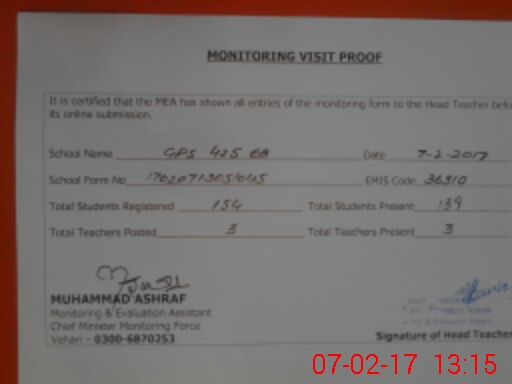 MONITORING VISIT PROOF
It is certified that the MEA has shown all entries of the monitoring form to the Head Teacher befo
its online submission.
School Name GPS 425 EB Date 7-2-2017
School Form No EMIS Code 36310
Total Students Registered 154 Total Students Present 139
Total Teachers Posted 3 Total Teachers Present 3
MUHAMMAD ASHRAF
Monitoring & Evaluation Assistant
Chief Minister Monitoring Force
Vehari - 0300-6870253
Signature of Head Teacher
07-02-17 13:15